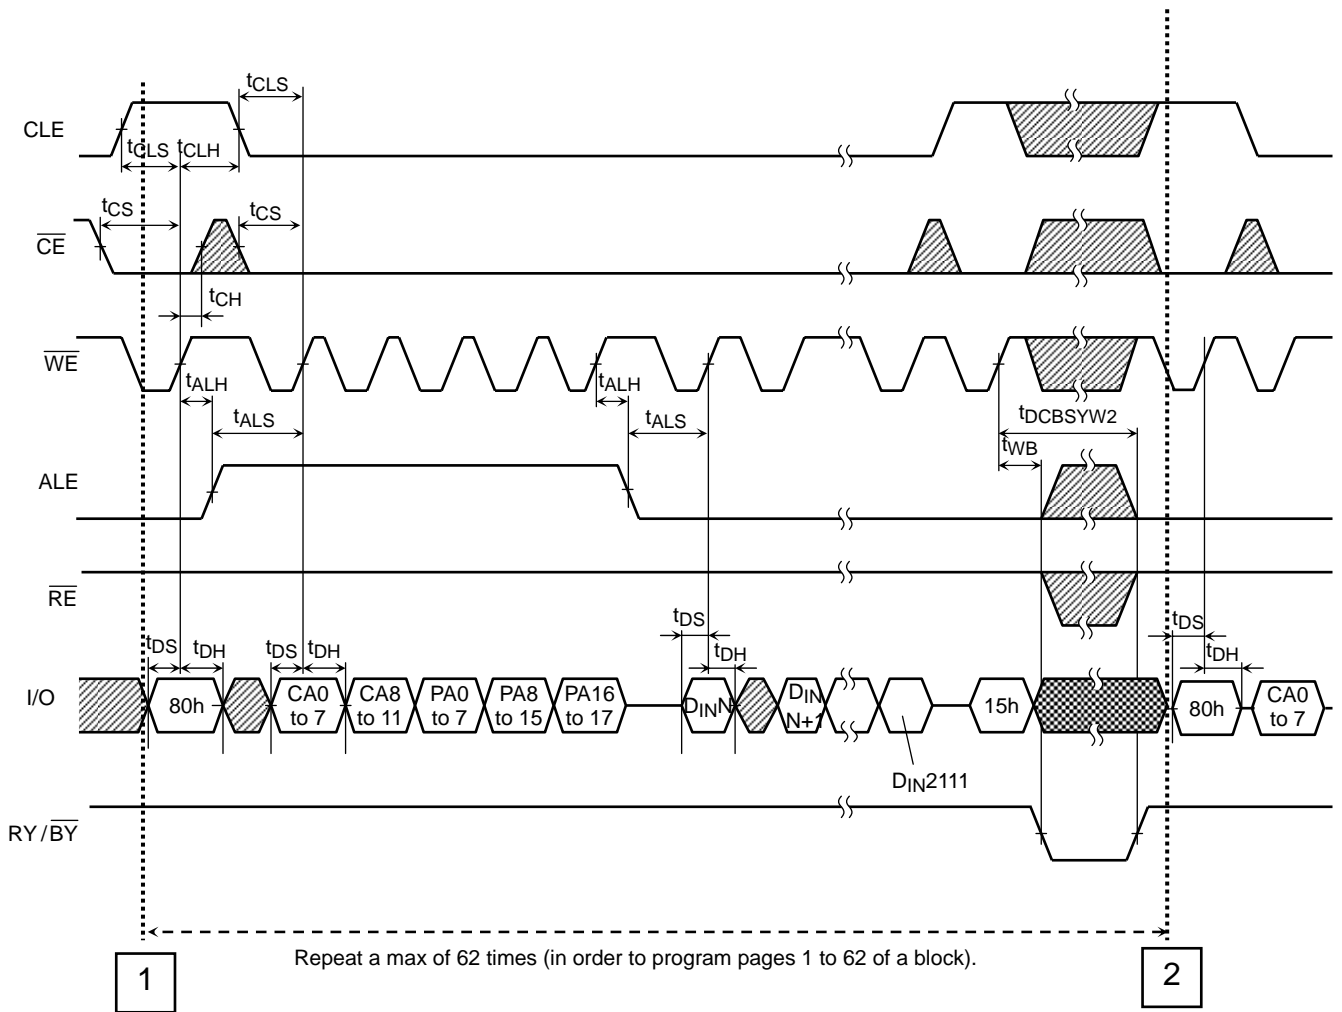 tCLS
CLE
tCLS tCLH
tCS tCS
CE
tCH
WE
tALH tALH
tALS tALS
tDCBSYW2
tWB
ALE
RE
tDS tDH tDS tDH tDS tDH tDS tDH
I/O
80h
CA0 to 7
CA8 to 11
PA0 to 7
PA8 to 15
PA16 to 17
DINN
DIN N+1
15h
80h
CA0 to 7
DIN2111
RY/BY
Repeat a max of 62 times (in order to program pages 1 to 62 of a block).
1
2